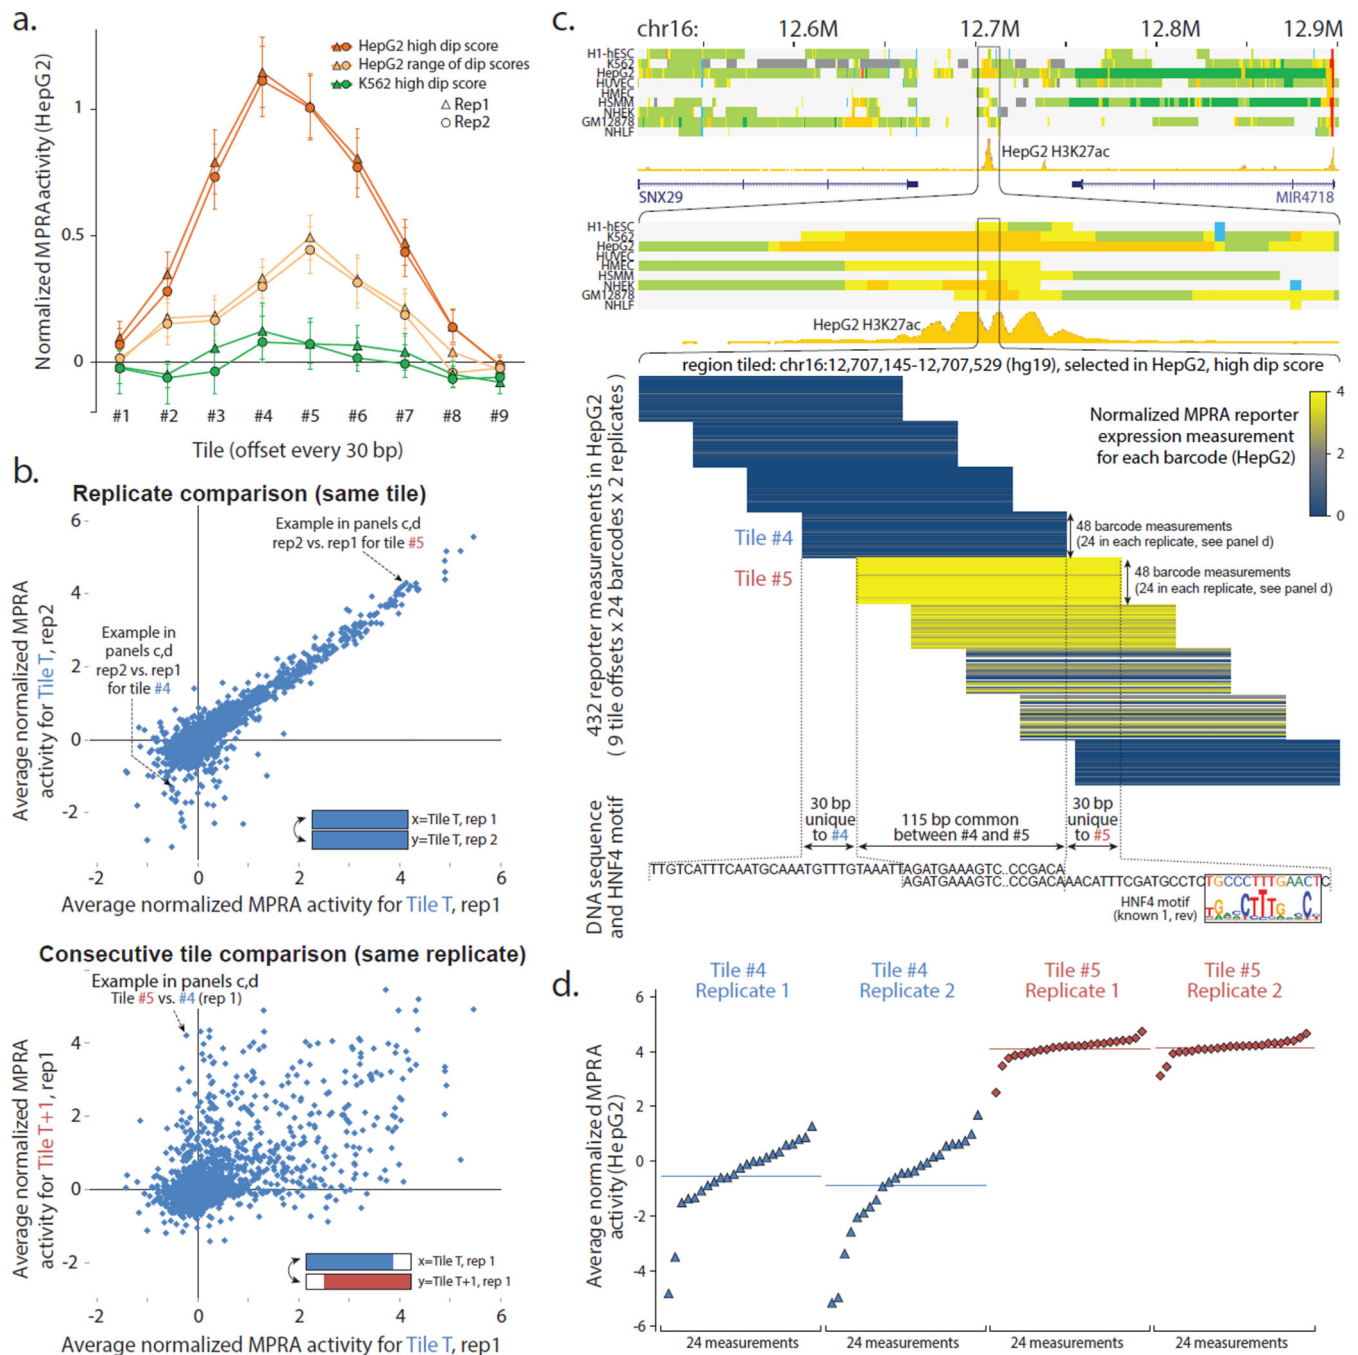 a.
Normalized MPRA activity (HepG2)
1
0.5
0
HepG2 high dip score
HepG2 range of dip scores
K562 high dip score
Rep1
Rep2
#1 #2 #3 #4 #5 #6 #7 #8 #9
Tile (offset every 30 bp)
b.
Replicate comparison (same tile)
Average normalized MPRA
activity for Tile T, rep2
6
4
2
0
-2
Example in panels c,d
rep2 vs. rep1 for tile #5
Example in
panels c,d
rep2 vs. rep1
for tile #4
x=Tile T, rep 1
y=Tile T, rep 2
-2 0 2 4 6
Average normalized MPRA activity for Tile T, rep1
Consecutive tile comparison (same replicate)
Average normalized MPRA
activity for Tile T+1, rep1
Example in panels c,d
Tile #5 vs. #4 (rep 1)
4
2
0
-2
x=Tile T, rep 1
y=Tile T+1, rep 1
-2 0 2 4 6
Average normalized MPRA activity for Tile T, rep1
c.
chr16: 12.6M 12.7M 12.8M 12.9M
H1-hESC
K562
HepG2
HUVEC
HMEC
HSMM
NHEK
GM12878
NHLF
HepG2 H3K27ac
SNX29 MIR4718
H1-hESC
K562
HepG2
HUVEC
HMEC
HSMM
NHEK
GM12878
NHLF
HepG2 H3K27ac
region tiled: chr16:12,707,145-12,707,529 (hg19), selected in HepG2, high dip score
432 reporter measurements in HepG2
( 9 tile offsets x 24 barcodes x 2 replicates )
Normalized MPRA reporter
expression measurement
for each barcode (HepG2)
4
2
0
Tile #4
48 barcode measurements
(24 in each replicate, see panel d)
Tile #5
48 barcode measurements
(24 in each replicate, see panel d)
DNA sequence
and HNF4 motif
30 bp
unique
to #4
115 bp common
between #4 and #5
30 bp
unique
to #5
TTGTCATTTCAATGCAAATGTTTGTAAATTAGATGAAAGTC..CCGACA
AGATGAAAGTC..CCGACAAACATTTCGATGCCTCTGCCCTTTGAACTC
HNF4 motif
(known 1, rev)
d.
Tile #4
Replicate 1
Tile #4
Replicate 2
Tile #5
Replicate 1
Tile #5
Replicate 2
Average normalized MPRA
activity (HepG2)
6
4
2
0
-2
-4
-6
24 measurements 24 measurements 24 measurements 24 measurements